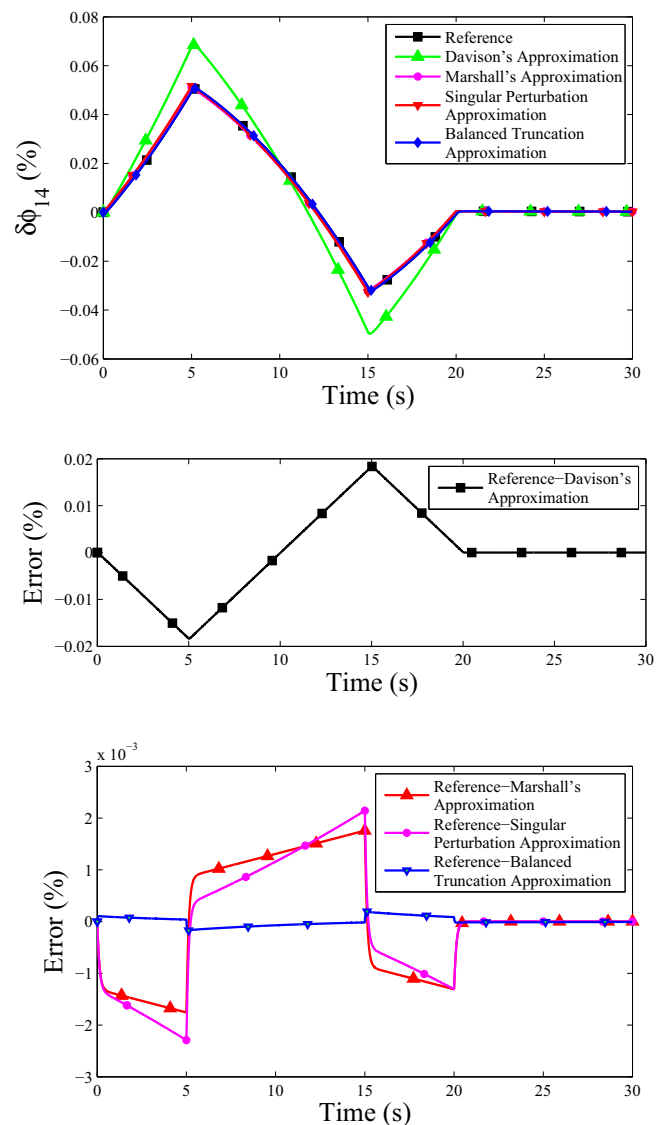 0.08
0.06
0.04
0.02
0
−0.02
−0.04
−0.06
δϕ14 (%)
Reference
Davison's Approximation
Marshall's Approximation
Singular Perturbation
Approximation
Balanced Truncation
Approximation
0 5 10 15 20 25 30
Time (s)
0.02
0.01
0
−0.01
−0.02
Error (%)
Reference−Davison's
Approximation
0 5 10 15 20 25 30
Time (s)
x 10−3
3
2
1
0
−1
−2
−3
Error (%)
Reference−Marshall's
Approximation
Reference−Singular
Perturbation Approximation
Reference−Balanced
Truncation Approximation
0 5 10 15 20 25 30
Time (s)